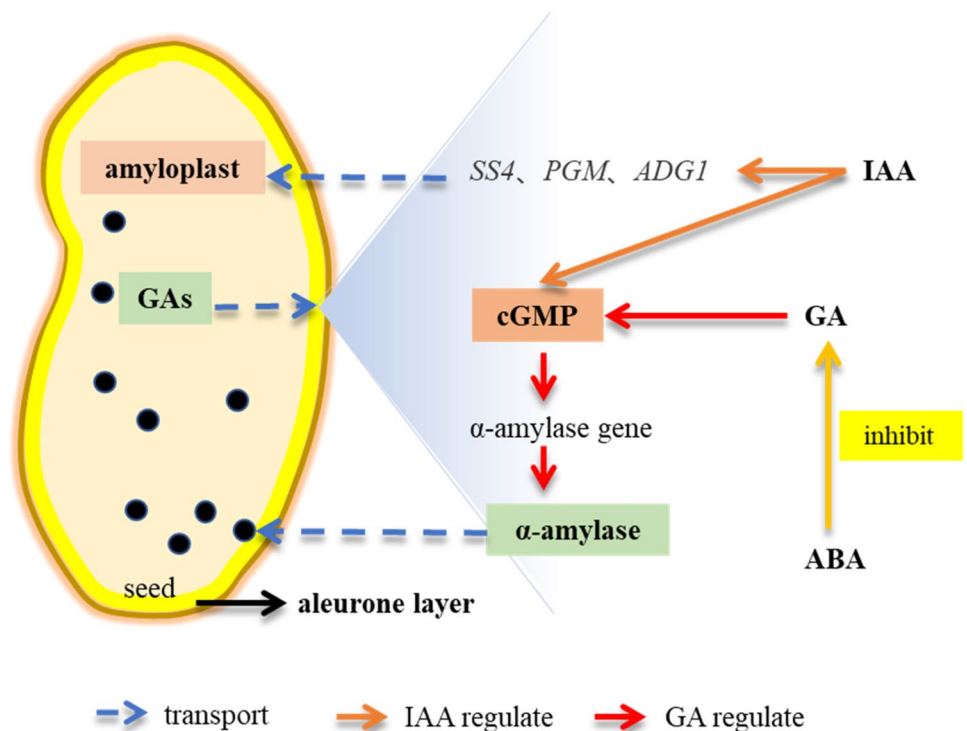 amyloplast
SS4、PGM、ADG1
IAA
GAs
cGMP
GA
α-amylase gene
inhibit
α-amylase
ABA
seed
aleurone layer
transport
IAA regulate
GA regulate